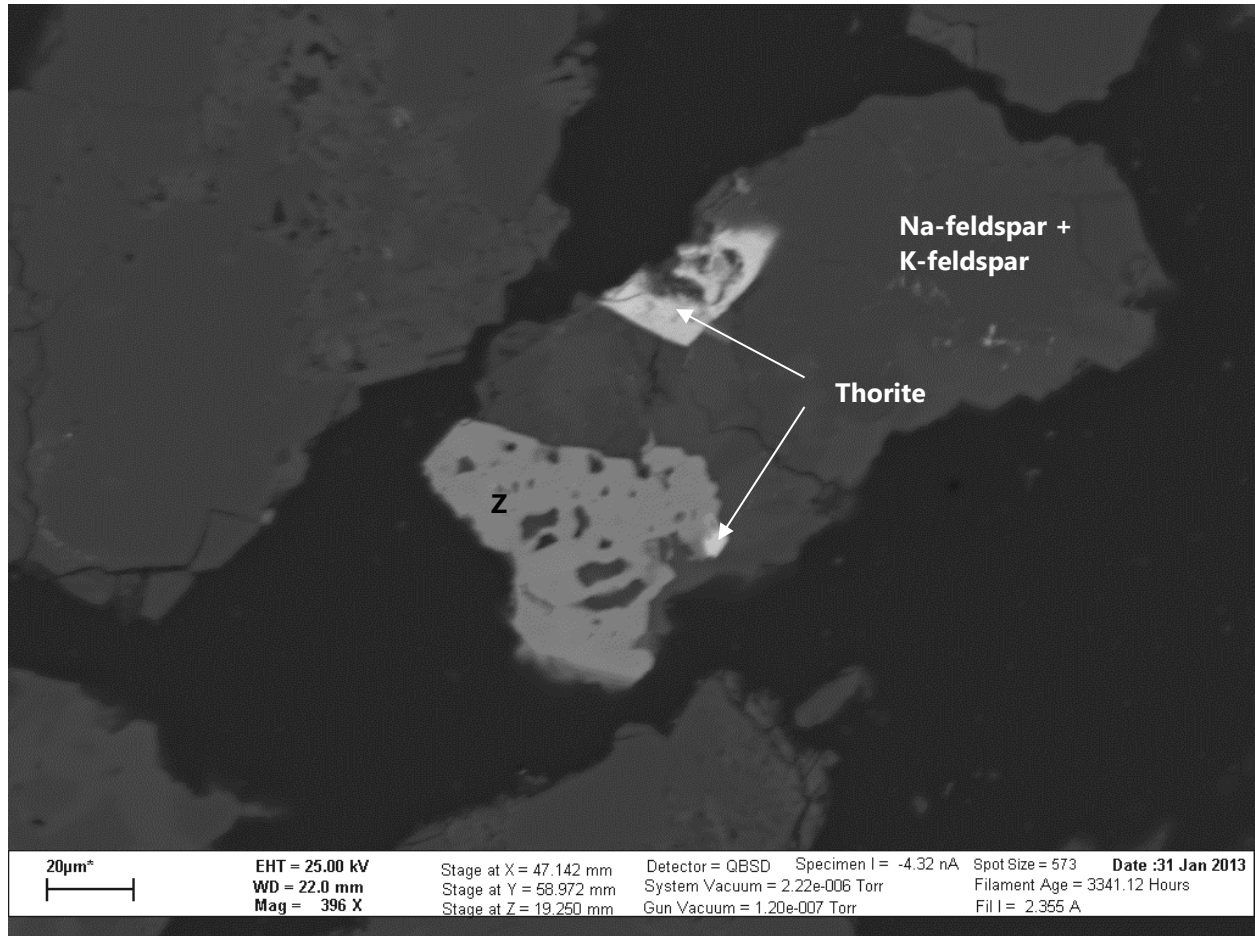 Na-feldspar +
K-feldspar
Thorite
Z
20µm*
EHT = 25.00 kV
WD = 22.0 mm
Mag = 396 X
Stage at X = 47.142 mm
Stage at Y = 58.972 mm
Stage at Z = 19.250 mm
Detector = QBSD
System Vacuum = 2.22e-006 Torr
Gun Vacuum = 1.20e-007 Torr
Specimen I = -4.32 nA
Spot Size = 573
Filament Age = 3341.12 Hours
Fil I = 2.355 A
Date :31 Jan 2013